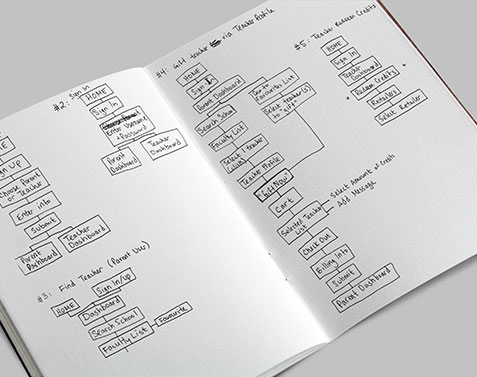 HOME
Sign Up
Choose Parent
or Teacher
Enter info
Submit
Parent
Dashboard
Teacher
Dashboard
#2: Sign In
HOME
Sign In
Enter Username
+ Password
Parent
Dashboard
Teacher
Dashboard
#3: Find Teacher (Parent User)
HOME
Sign In/Up
Dashboard
Search School
Faculty List
Favourite
#4: Gift teacher via Teacher Profile
HOME
Sign In
Parent Dashboard
Search School
Faculty List
Select teacher
Teacher Profile
"Gift Now"
Cart
Selected Teacher
List
Select Amount of Credit
Add Message
Check Out
Billing Info
Submit
Parent Dashboard
Favourites List
Select teacher(s)
to "gift"
#5: Teacher Redeem Credits
HOME
Sign In
Teacher
Dashboard
Redeem Credits
Retailers
Select Retailer